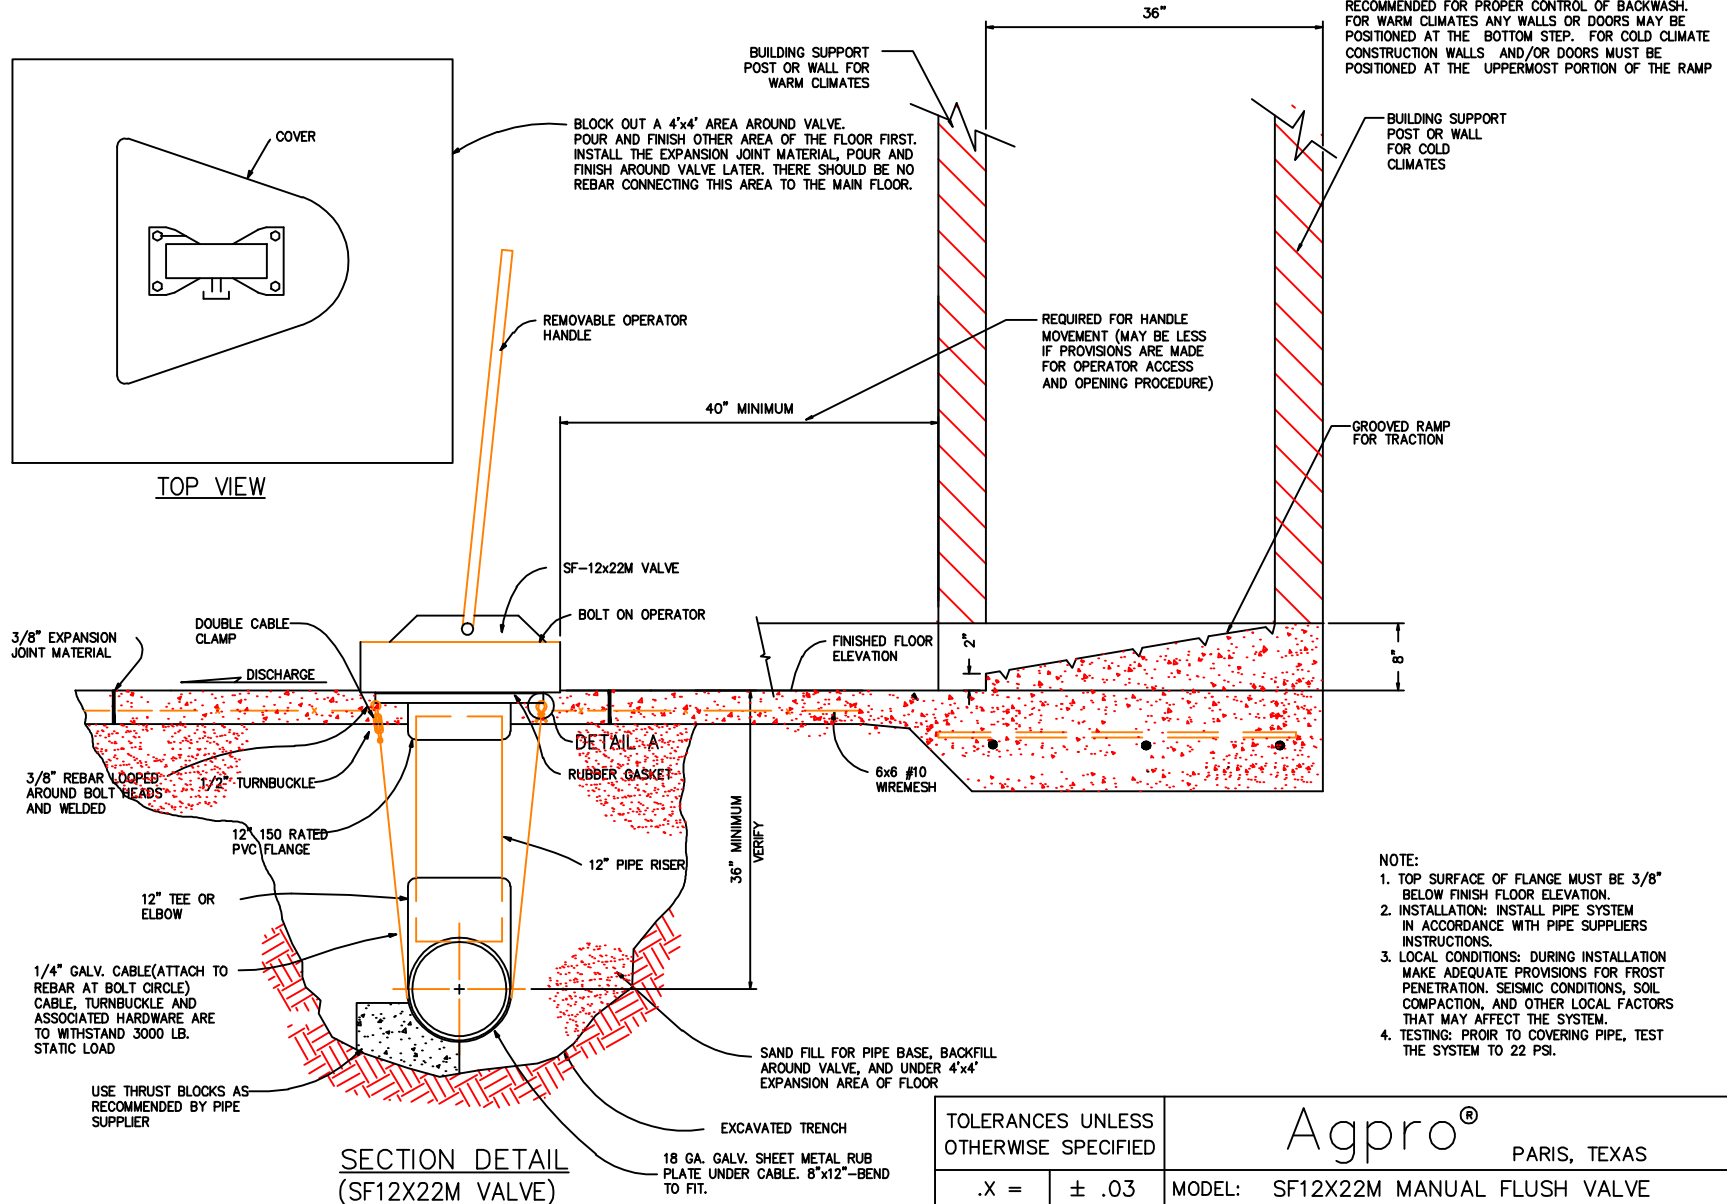 36"
RECOMMENDED FOR PROPER CONTROL OF BACKWASH.
FOR WARM CLIMATES ANY WALLS OR DOORS MAY BE
POSITIONED AT THE BOTTOM STEP. FOR COLD CLIMATE
CONSTRUCTION WALLS AND/OR DOORS MUST BE
POSITIONED AT THE UPPERMOST PORTION OF THE RAMP
BUILDING SUPPORT
POST OR WALL FOR
WARM CLIMATES
BUILDING SUPPORT
POST OR WALL
FOR COLD
CLIMATES
COVER
BLOCK OUT A 4'x4' AREA AROUND VALVE.
POUR AND FINISH OTHER AREA OF THE FLOOR FIRST.
INSTALL THE EXPANSION JOINT MATERIAL, POUR AND
FINISH AROUND VALVE LATER. THERE SHOULD BE NO
REBAR CONNECTING THIS AREA TO THE MAIN FLOOR.
TOP VIEW
REMOVABLE OPERATOR
HANDLE
REQUIRED FOR HANDLE
MOVEMENT (MAY BE LESS
IF PROVISIONS ARE MADE
FOR OPERATOR ACCESS
AND OPENING PROCEDURE)
40" MINIMUM
GROOVED RAMP
FOR TRACTION
SF-12x22M VALVE
BOLT ON OPERATOR
DOUBLE CABLE
CLAMP
3/8" EXPANSION
JOINT MATERIAL
DISCHARGE
FINISHED FLOOR
ELEVATION
2"
8"
DETAIL A
RUBBER GASKET
3/8" REBAR LOOPED
AROUND BOLT HEADS
AND WELDED
1/2" TURNBUCKLE
6x6 #10
WIREMESH
12" 150 RATED
PVC FLANGE
12" PIPE RISER
36" MINIMUM
VERIFY
12" TEE OR
ELBOW
1/4" GALV. CABLE(ATTACH TO
REBAR AT BOLT CIRCLE)
CABLE, TURNBUCKLE AND
ASSOCIATED HARDWARE ARE
TO WITHSTAND 3000 LB.
STATIC LOAD
USE THRUST BLOCKS AS
RECOMMENDED BY PIPE
SUPPLIER
SAND FILL FOR PIPE BASE, BACKFILL
AROUND VALVE, AND UNDER 4'x4'
EXPANSION AREA OF FLOOR
EXCAVATED TRENCH
18 GA. GALV. SHEET METAL RUB
PLATE UNDER CABLE. 8"x12"-BEND
TO FIT.
SECTION DETAIL
(SF12X22M VALVE)
NOTE:
1. TOP SURFACE OF FLANGE MUST BE 3/8"
BELOW FINISH FLOOR ELEVATION.
2. INSTALLATION: INSTALL PIPE SYSTEM
IN ACCORDANCE WITH PIPE SUPPLIERS
INSTRUCTIONS.
3. LOCAL CONDITIONS: DURING INSTALLATION
MAKE ADEQUATE PROVISIONS FOR FROST
PENETRATION. SEISMIC CONDITIONS, SOIL
COMPACTION, AND OTHER LOCAL FACTORS
THAT MAY AFFECT THE SYSTEM.
4. TESTING: PROIR TO COVERING PIPE, TEST
THE SYSTEM TO 22 PSI.
TOLERANCES UNLESS
OTHERWISE SPECIFIED
.X = ± .03
Agpro® PARIS, TEXAS
MODEL: SF12X22M MANUAL FLUSH VALVE